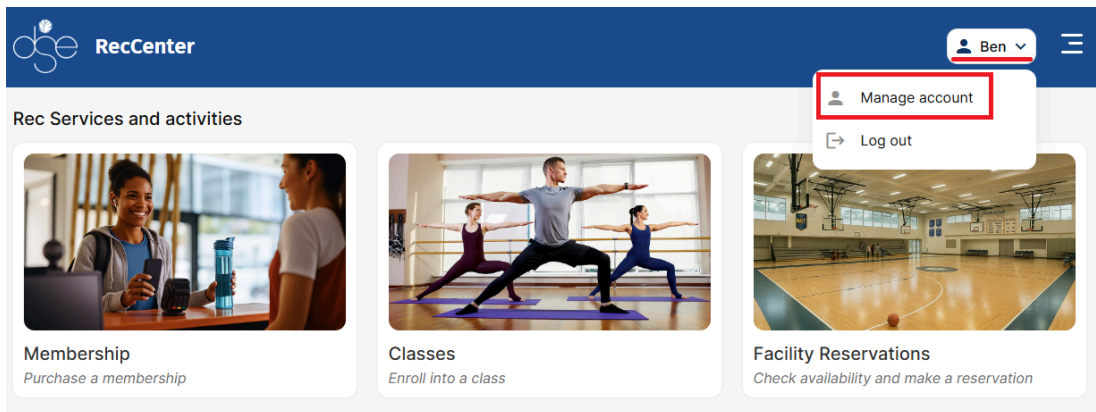 dse
RecCenter
Ben
Manage account
Log out
Rec Services and activities
Membership
Purchase a membership
Classes
Enroll into a class
Facility Reservations
Check availability and make a reservation